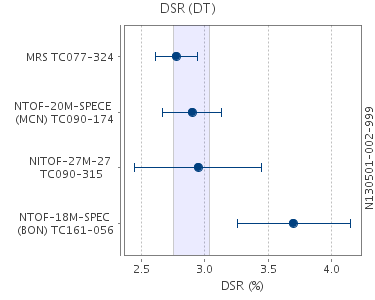 DSR (DT)
MRS TC077-324
NTOF-20M-SPECE
(MCN) TC090-174
NITOF-27M-27
TC090-315
NTOF-18M-SPEC
(BON) TC161-056
2.5 3.0 3.5 4.0
DSR (%)
N130501-002-999